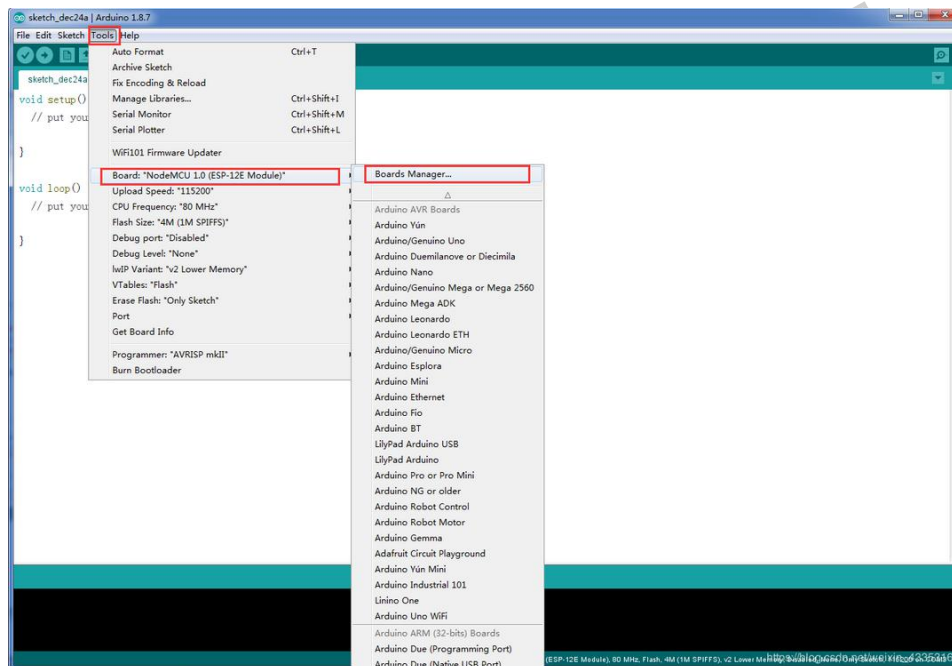 sketch_dec24a | Arduino 1.8.7
File Edit Sketch Tools Help
sketch_dec24a
void setup()
// put you
}
void loop()
// put you
}
Auto Format Ctrl+T
Archive Sketch
Fix Encoding & Reload
Manage Libraries... Ctrl+Shift+I
Serial Monitor Ctrl+Shift+M
Serial Plotter Ctrl+Shift+L
WiFi101 Firmware Updater
Board: "NodeMCU 1.0 (ESP-12E Module)"
Upload Speed: "115200"
CPU Frequency: "80 MHz"
Flash Size: "4M (1M SPIFFS)"
Debug port: "Disabled"
Debug Level: "None"
lwIP Variant: "v2 Lower Memory"
VTables: "Flash"
Erase Flash: "Only Sketch"
Port
Get Board Info
Programmer: "AVRISP mkII"
Burn Bootloader
Boards Manager...
Arduino AVR Boards
Arduino Yún
Arduino/Genuino Uno
Arduino Duemilanove or Diecimila
Arduino Nano
Arduino/Genuino Mega or Mega 2560
Arduino Mega ADK
Arduino Leonardo
Arduino Leonardo ETH
Arduino/Genuino Micro
Arduino Esplora
Arduino Mini
Arduino Ethernet
Arduino Fio
Arduino BT
LilyPad Arduino USB
LilyPad Arduino
Arduino Pro or Pro Mini
Arduino NG or older
Arduino Robot Control
Arduino Robot Motor
Arduino Gemma
Adafruit Circuit Playground
Arduino Yún Mini
Arduino Industrial 101
Linino One
Arduino Uno WiFi
Arduino ARM (32-bits) Boards
Arduino Due (Programming Port)
Arduino Due (Native USB Port)
(ESP-12E Module), 80 MHz, Flash, 4M (1M SPIFFS), v2 Lower